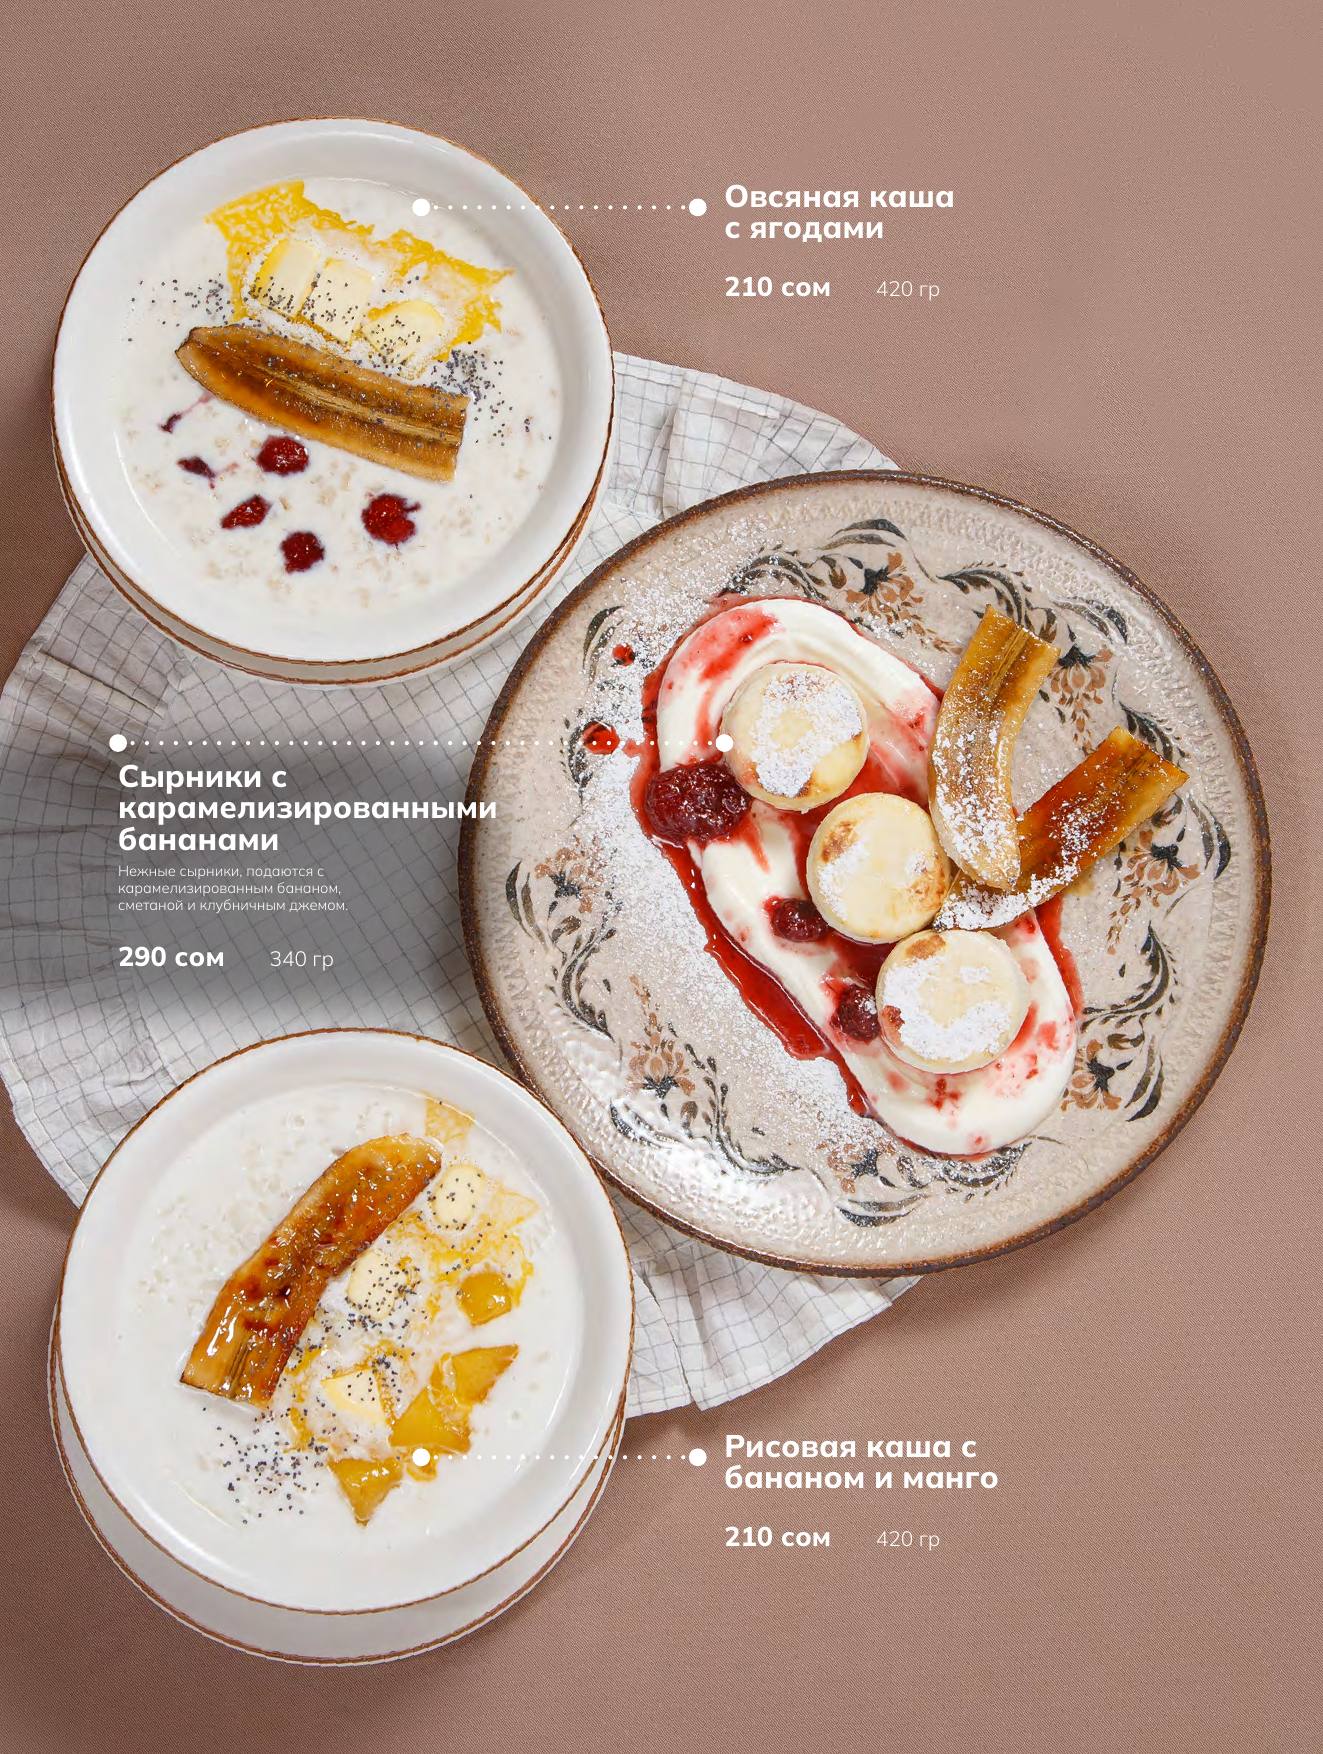 Овсяная каша
с ягодами
210 сом 420 гр
Сырники с
карамелизированными
бананами
Нежные сырники, подаются с
карамелизированным бананом,
сметаной и клубничным джемом.
290 сом 340 гр
Рисовая каша с
бананом и манго
210 сом 420 гр